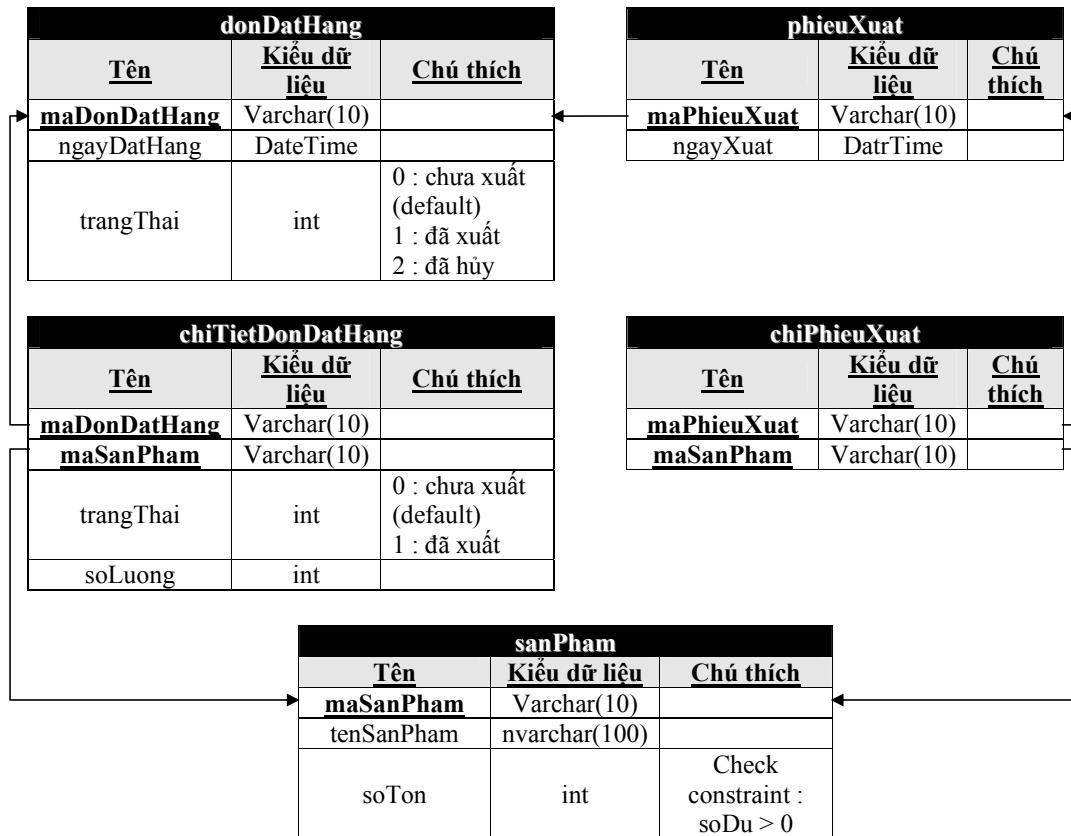 donDatHang
Tên Kiểu dữ liệu Chú thích
maDonDatHang Varchar(10)
ngayDatHang DateTime
trangThai int 0 : chưa xuất
(default)
1 : đã xuất
2 : đã hủy
phieuXuat
Tên Kiểu dữ liệu Chú thích
maPhieuXuat Varchar(10)
ngayXuat DatrTime
chiTietDonDatHang
Tên Kiểu dữ liệu Chú thích
maDonDatHang Varchar(10)
maSanPham Varchar(10)
trangThai int 0 : chưa xuất
(default)
1 : đã xuất
soLuong int
chiPhieuXuat
Tên Kiểu dữ liệu Chú thích
maPhieuXuat Varchar(10)
maSanPham Varchar(10)
sanPham
Tên Kiểu dữ liệu Chú thích
maSanPham Varchar(10)
tenSanPham nvarchar(100)
soTon int Check
constraint :
soDu > 0